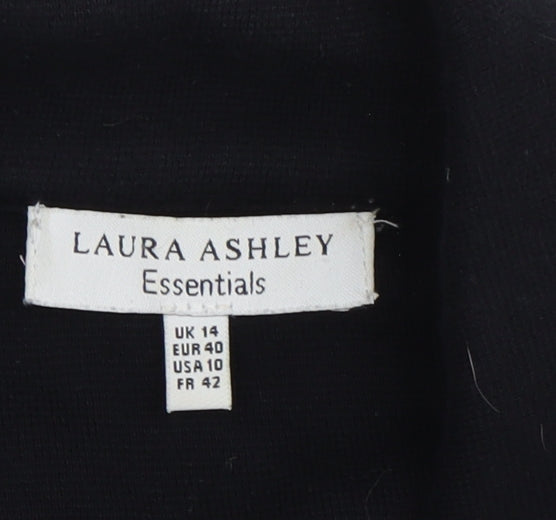 LAURA ASHLEY
Essentials
UK 14
EUR 40
USA 10
FR 42